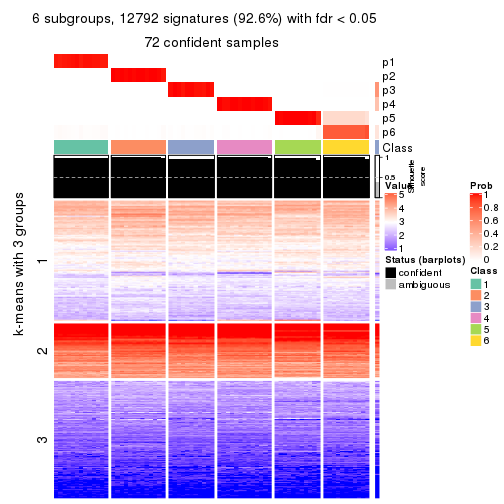 6 subgroups, 12792 signatures (92.6%) with fdr < 0.05
72 confident samples
p1
p2
p3
p4
p5
p6
Class
1
0.5
Silhouette
score
k-means with 3 groups
1
2
3
Value
5
4
3
2
1
Status (barplots)
confident
ambiguous
Prob
1
0.8
0.6
0.4
0.2
0
Class
1
2
3
4
5
6